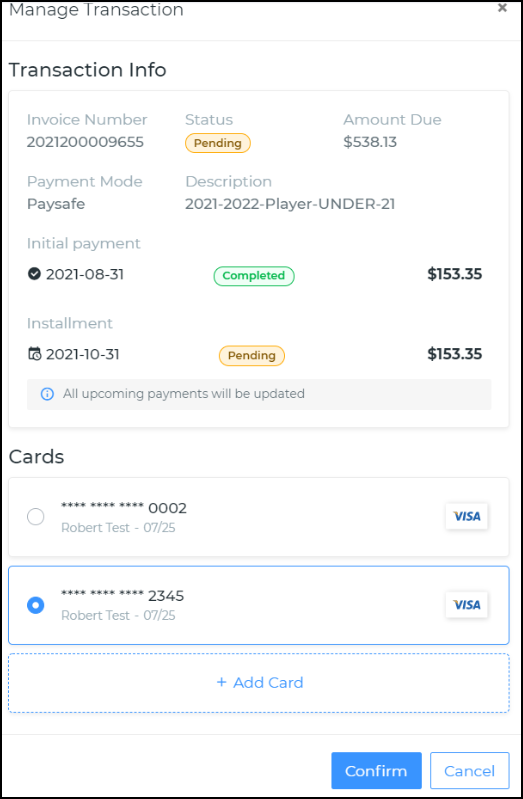 Manage Transaction ×
Transaction Info
Invoice Number Status Amount Due
2021200009655 Pending $538.13
Payment Mode Description
Paysafe 2021-2022-Player-UNDER-21
Initial payment
2021-08-31 Completed $153.35
Installment
2021-10-31 Pending $153.35
All upcoming payments will be updated
Cards
**** **** **** 0002
Robert Test - 07/25 VISA
**** **** **** 2345
Robert Test - 07/25 VISA
+ Add Card
Confirm Cancel